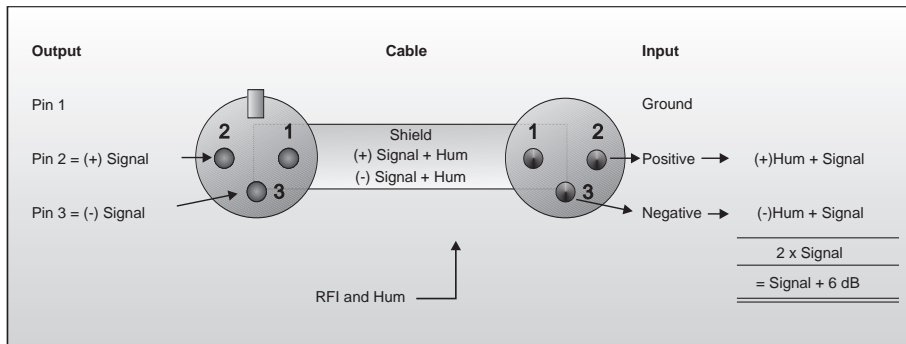 Output Cable Input
Pin 1 Ground
2 1 Shield 1 2
Pin 2 = (+) Signal (+) Signal + Hum Positive (+)Hum + Signal
(-) Signal + Hum
3 3
Pin 3 = (-) Signal Negative (-)Hum + Signal
2 x Signal
= Signal + 6 dB
RFI and Hum